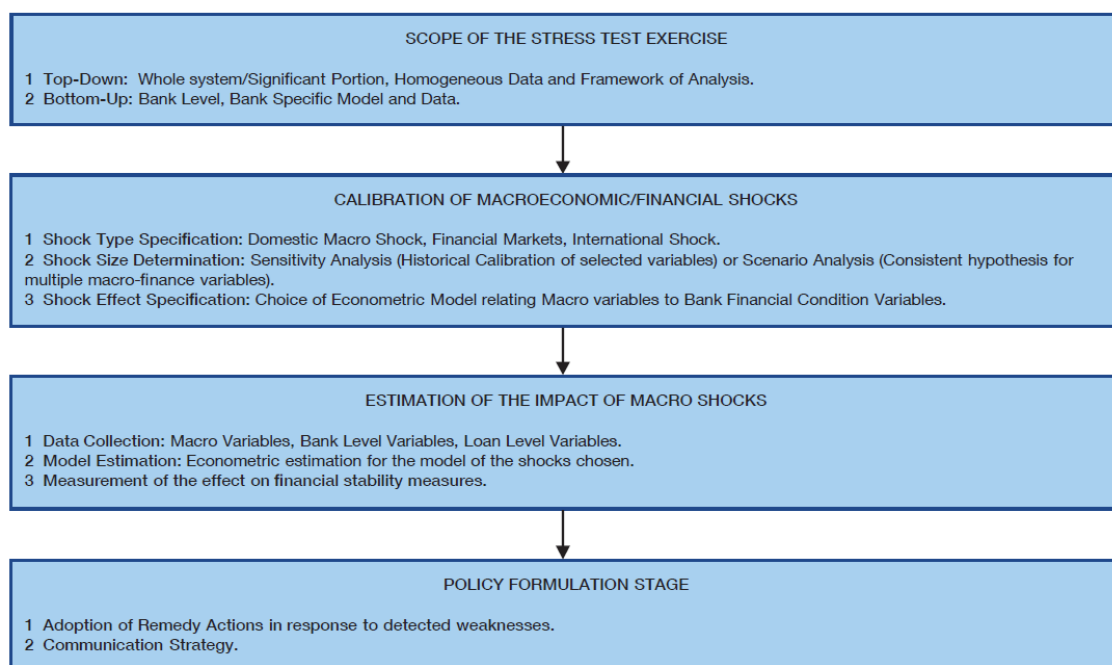 SCOPE OF THE STRESS TEST EXERCISE
1 Top-Down: Whole system/Significant Portion, Homogeneous Data and Framework of Analysis.
2 Bottom-Up: Bank Level, Bank Specific Model and Data.
CALIBRATION OF MACROECONOMIC/FINANCIAL SHOCKS
1 Shock Type Specification: Domestic Macro Shock, Financial Markets, International Shock.
2 Shock Size Determination: Sensitivity Analysis (Historical Calibration of selected variables) or Scenario Analysis (Consistent hypothesis for
multiple macro-finance variables).
3 Shock Effect Specification: Choice of Econometric Model relating Macro variables to Bank Financial Condition Variables.
ESTIMATION OF THE IMPACT OF MACRO SHOCKS
1 Data Collection: Macro Variables, Bank Level Variables, Loan Level Variables.
2 Model Estimation: Econometric estimation for the model of the shocks chosen.
3 Measurement of the effect on financial stability measures.
POLICY FORMULATION STAGE
1 Adoption of Remedy Actions in response to detected weaknesses.
2 Communication Strategy.